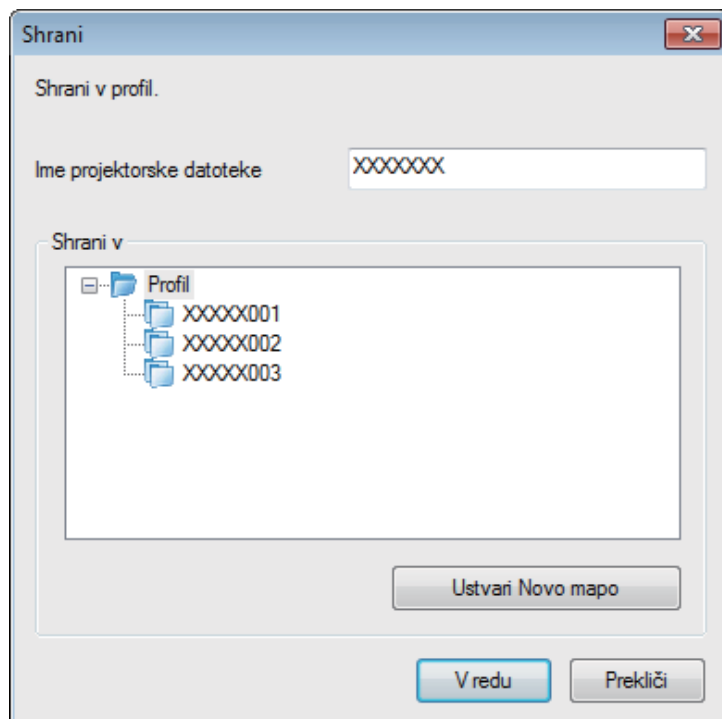 Shrani
Shrani v profil.
Ime projektorske datoteke XXXXXXX
Shrani v
Profil
XXXXX001
XXXXX002
XXXXX003
Ustvari Novo mapo
V redu Prekliči